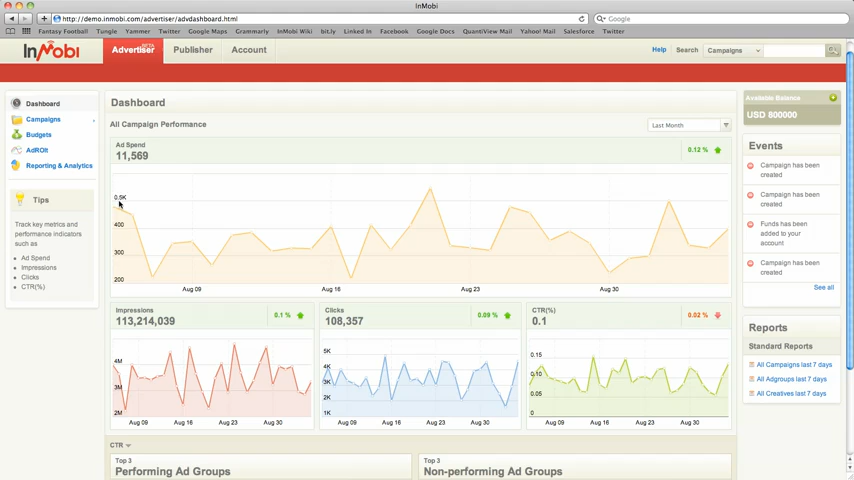 InMobi
http://demo.inmobi.com/advertiser/advdashboard.html
Google
Fantasy Football Tungle Yammer Twitter Google Maps Grammarly InMobi Wiki bit.ly Linked In Facebook Google Docs QuantiView Mail Yahoo! Mail Salesforce Twitter
InMobi
Advertiser BETA
Publisher
Account
Help
Search
Campaigns
Dashboard
Campaigns
Budgets
AdROIt
Reporting & Analytics
Tips
Track key metrics and
performance indicators
such as
Ad Spend
Impressions
Clicks
CTR(%)
Dashboard
All Campaign Performance
Last Month
Ad Spend
11,569
0.12 %
0.5K
400
300
200
Aug 09 Aug 16 Aug 23 Aug 30
Impressions
113,214,039
0.1 %
4M
3M
2M
Aug 09 Aug 16 Aug 23 Aug 30
Clicks
108,357
0.09 %
5K
4K
3K
2K
1K
Aug 09 Aug 16 Aug 23 Aug 30
CTR(%)
0.1
0.02 %
0.15
0.10
0.05
0
Aug 09 Aug 16 Aug 23 Aug 30
CTR
Top 3
Performing Ad Groups
Top 3
Non-performing Ad Groups
Available Balance
USD 800000
Events
Campaign has been
created
Campaign has been
created
Funds has been
added to your
account
Campaign has been
created
See all
Reports
Standard Reports
All Campaigns last 7 days
All Adgroups last 7 days
All Creatives last 7 days